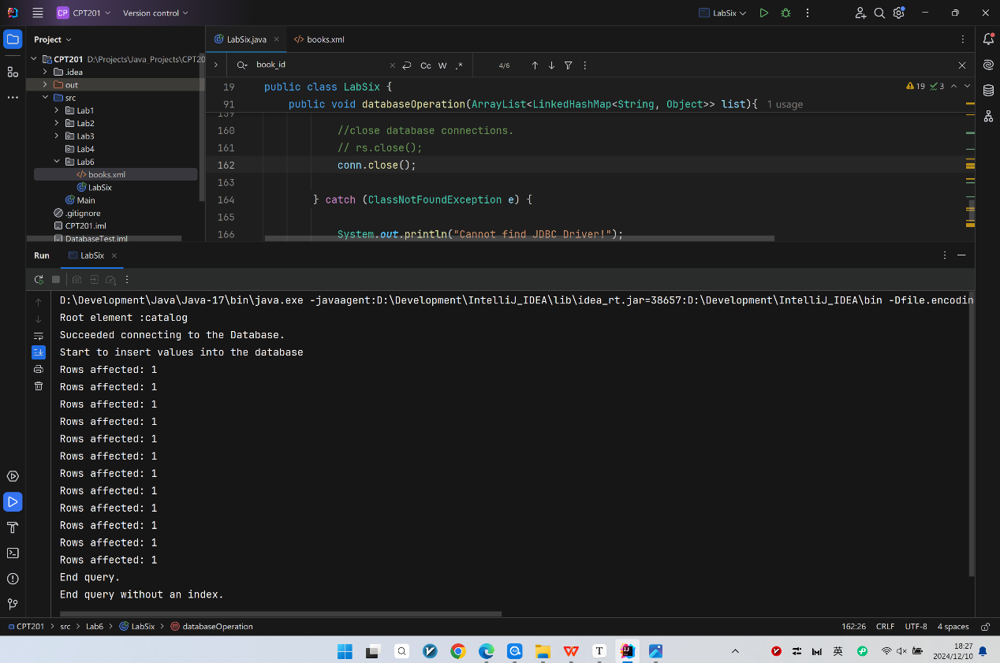 CP CPT201 Version control LabSix
Project LabSix.java books.xml
CPT201 D:\Projects\Java Projects\CPT20
.idea
out
src
Lab1
Lab2
Lab3
Lab4
Lab6
books.xml
LabSix
Main
.gitignore
CPT201.iml
DatabaseTest.iml
book_id Cc W .* 4/6
19 public class LabSix { 19 3
91 public void databaseOperation(ArrayList<LinkedHashMap<String, Object>> list){ 1 usage
159
160 //close database connections.
161 // rs.close();
162 conn.close();
163
164 } catch (ClassNotFoundException e) {
165
166 System.out.println("Cannot find JDBC Driver!");
Run LabSix
D:\Development\Java\Java-17\bin\java.exe -javaagent:D:\Development\IntelliJ_IDEA\lib\idea_rt.jar=38657:D:\Development\IntelliJ_IDEA\bin -Dfile.encodin
Root element :catalog
Succeeded connecting to the Database.
Start to insert values into the database
Rows affected: 1
Rows affected: 1
Rows affected: 1
Rows affected: 1
Rows affected: 1
Rows affected: 1
Rows affected: 1
Rows affected: 1
Rows affected: 1
Rows affected: 1
Rows affected: 1
Rows affected: 1
End query.
End query without an index.
CPT201 > src > Lab6 > LabSix > databaseOperation 162:26 CRLF UTF-8 4 spaces
英 18:27
2024/12/10